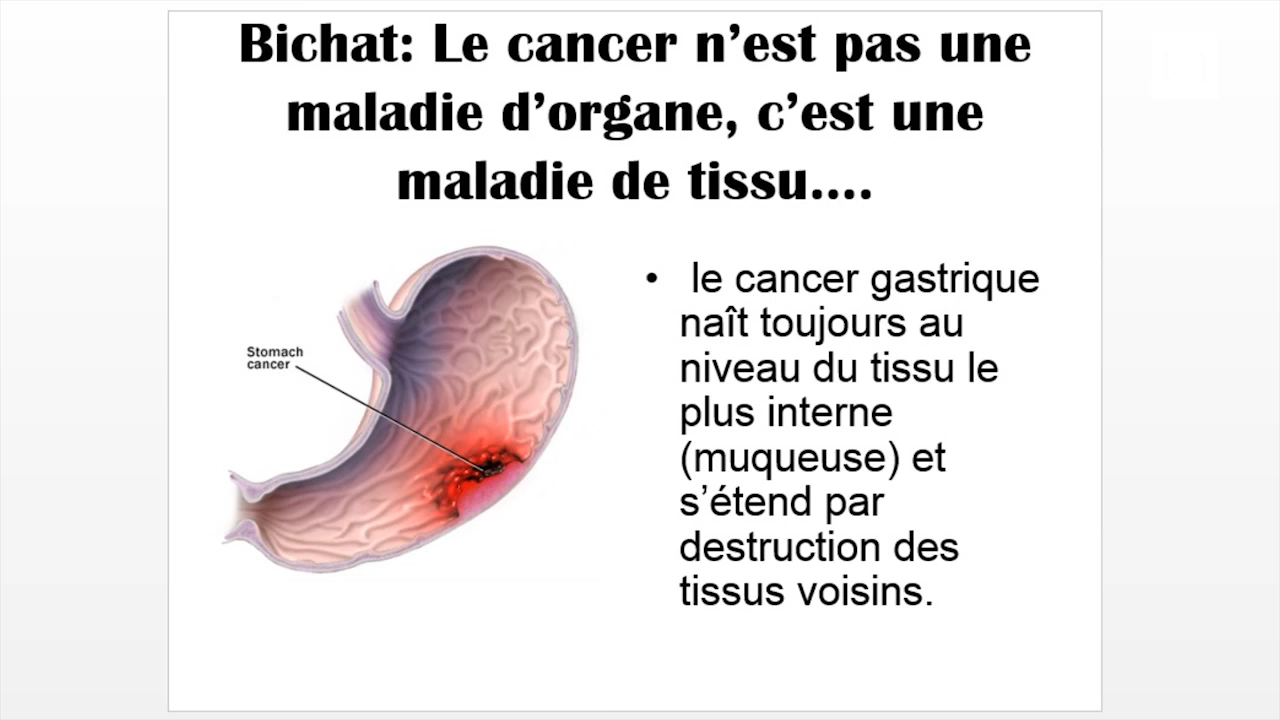 Bichat: Le cancer n’est pas une
maladie d’organe, c’est une
maladie de tissu….
Stomach
cancer
• le cancer gastrique
naît toujours au
niveau du tissu le
plus interne
(muqueuse) et
s’étend par
destruction des
tissus voisins.